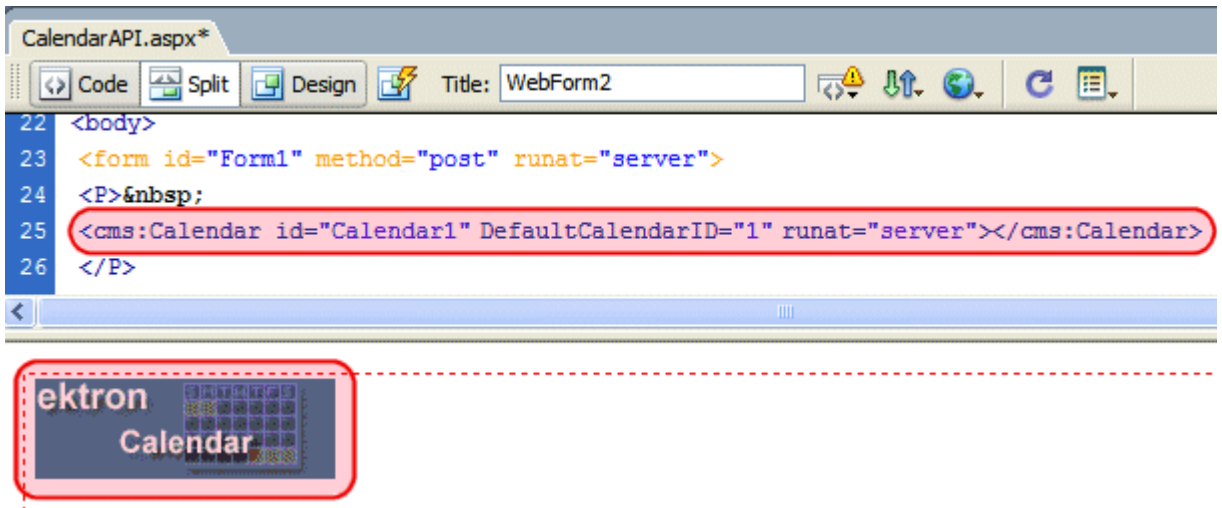 CalendarAPI.aspx*
Code Split Design Title: WebForm2
22 <body>
23 <form id="Form1" method="post" runat="server">
24 <P>&nbsp;
25 <cms:Calendar id="Calendar1" DefaultCalendarID="1" runat="server"></cms:Calendar>
26 </P>
ektron
S M T W T F S
Calendar